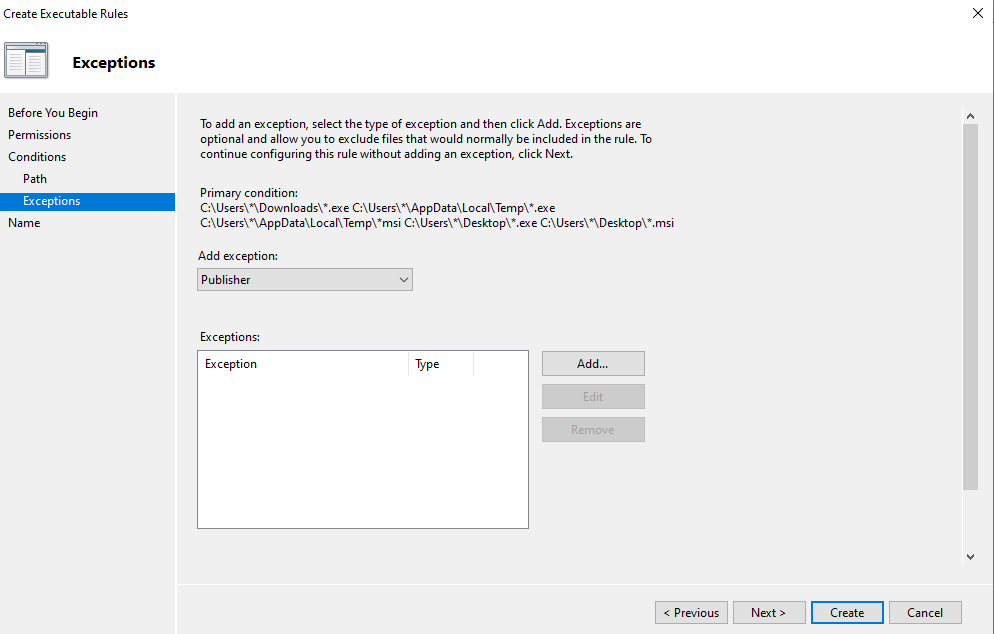 Create Executable Rules
Exceptions
Before You Begin
Permissions
Conditions
Path
Exceptions
Name
To add an exception, select the type of exception and then click Add. Exceptions are
optional and allow you to exclude files that would normally be included in the rule. To
continue configuring this rule without adding an exception, click Next.
Primary condition:
C:\Users\*\Downloads\*.exe C:\Users\*\AppData\Local\Temp\*.exe
C:\Users\*\AppData\Local\Temp\*msi C:\Users\*\Desktop\*.exe C:\Users\*\Desktop\*.msi
Add exception:
Publisher
Exceptions:
Exception Type
Add...
Edit
Remove
< Previous Next > Create Cancel